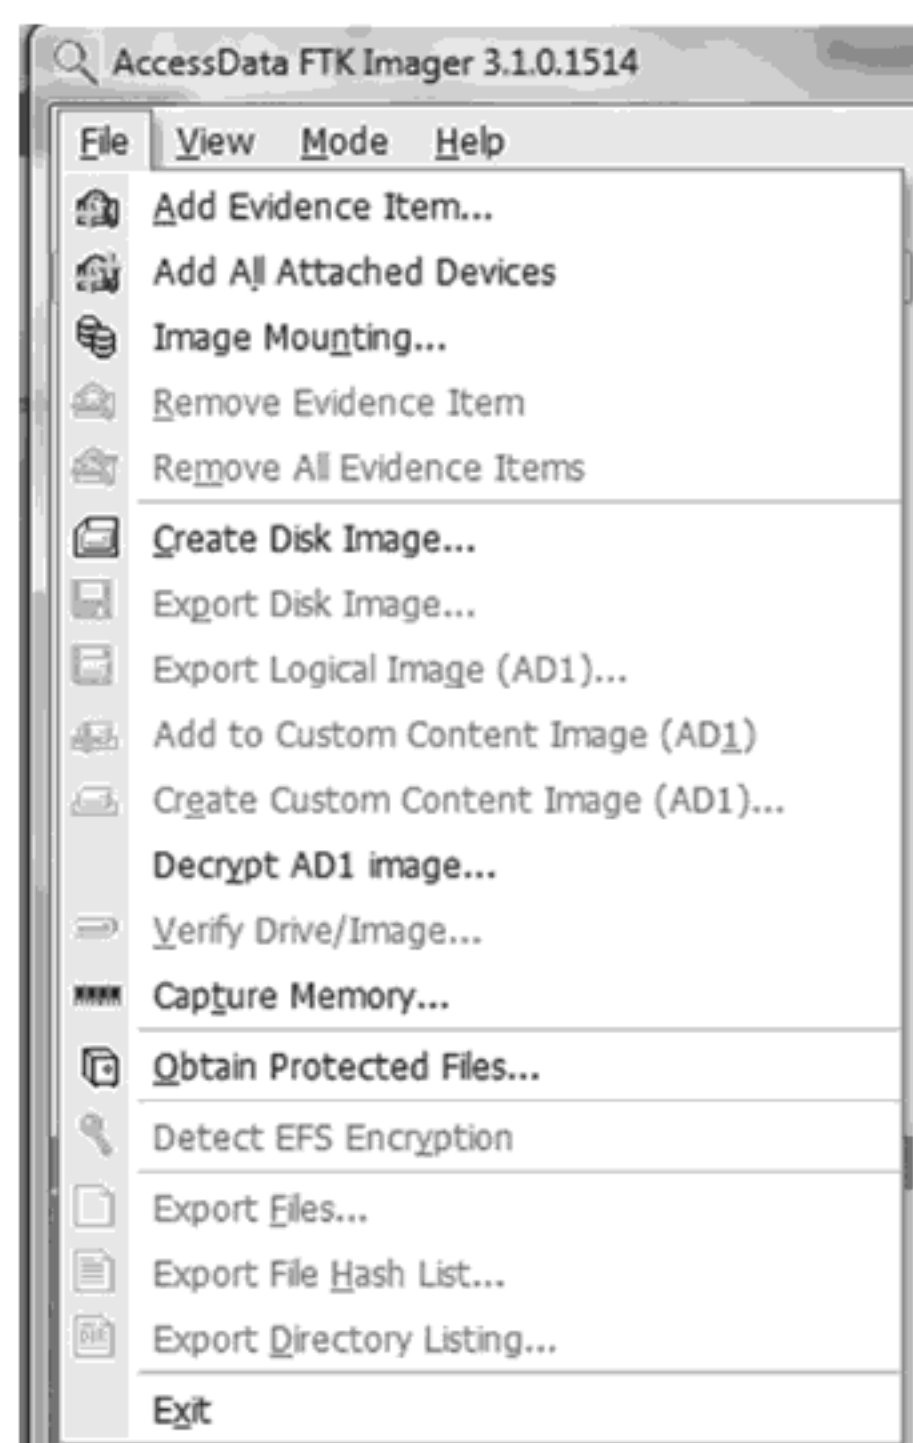 AccessData FTK Imager 3.1.0.1514
File View Mode Help
Add Evidence Item...
Add All Attached Devices
Image Mounting...
Remove Evidence Item
Remove All Evidence Items
Create Disk Image...
Export Disk Image...
Export Logical Image (AD1)...
Add to Custom Content Image (AD1)
Create Custom Content Image (AD1)...
Decrypt AD1 image...
Verify Drive/Image...
Capture Memory...
Obtain Protected Files...
Detect EFS Encryption
Export Files...
Export File Hash List...
Export Directory Listing...
Exit